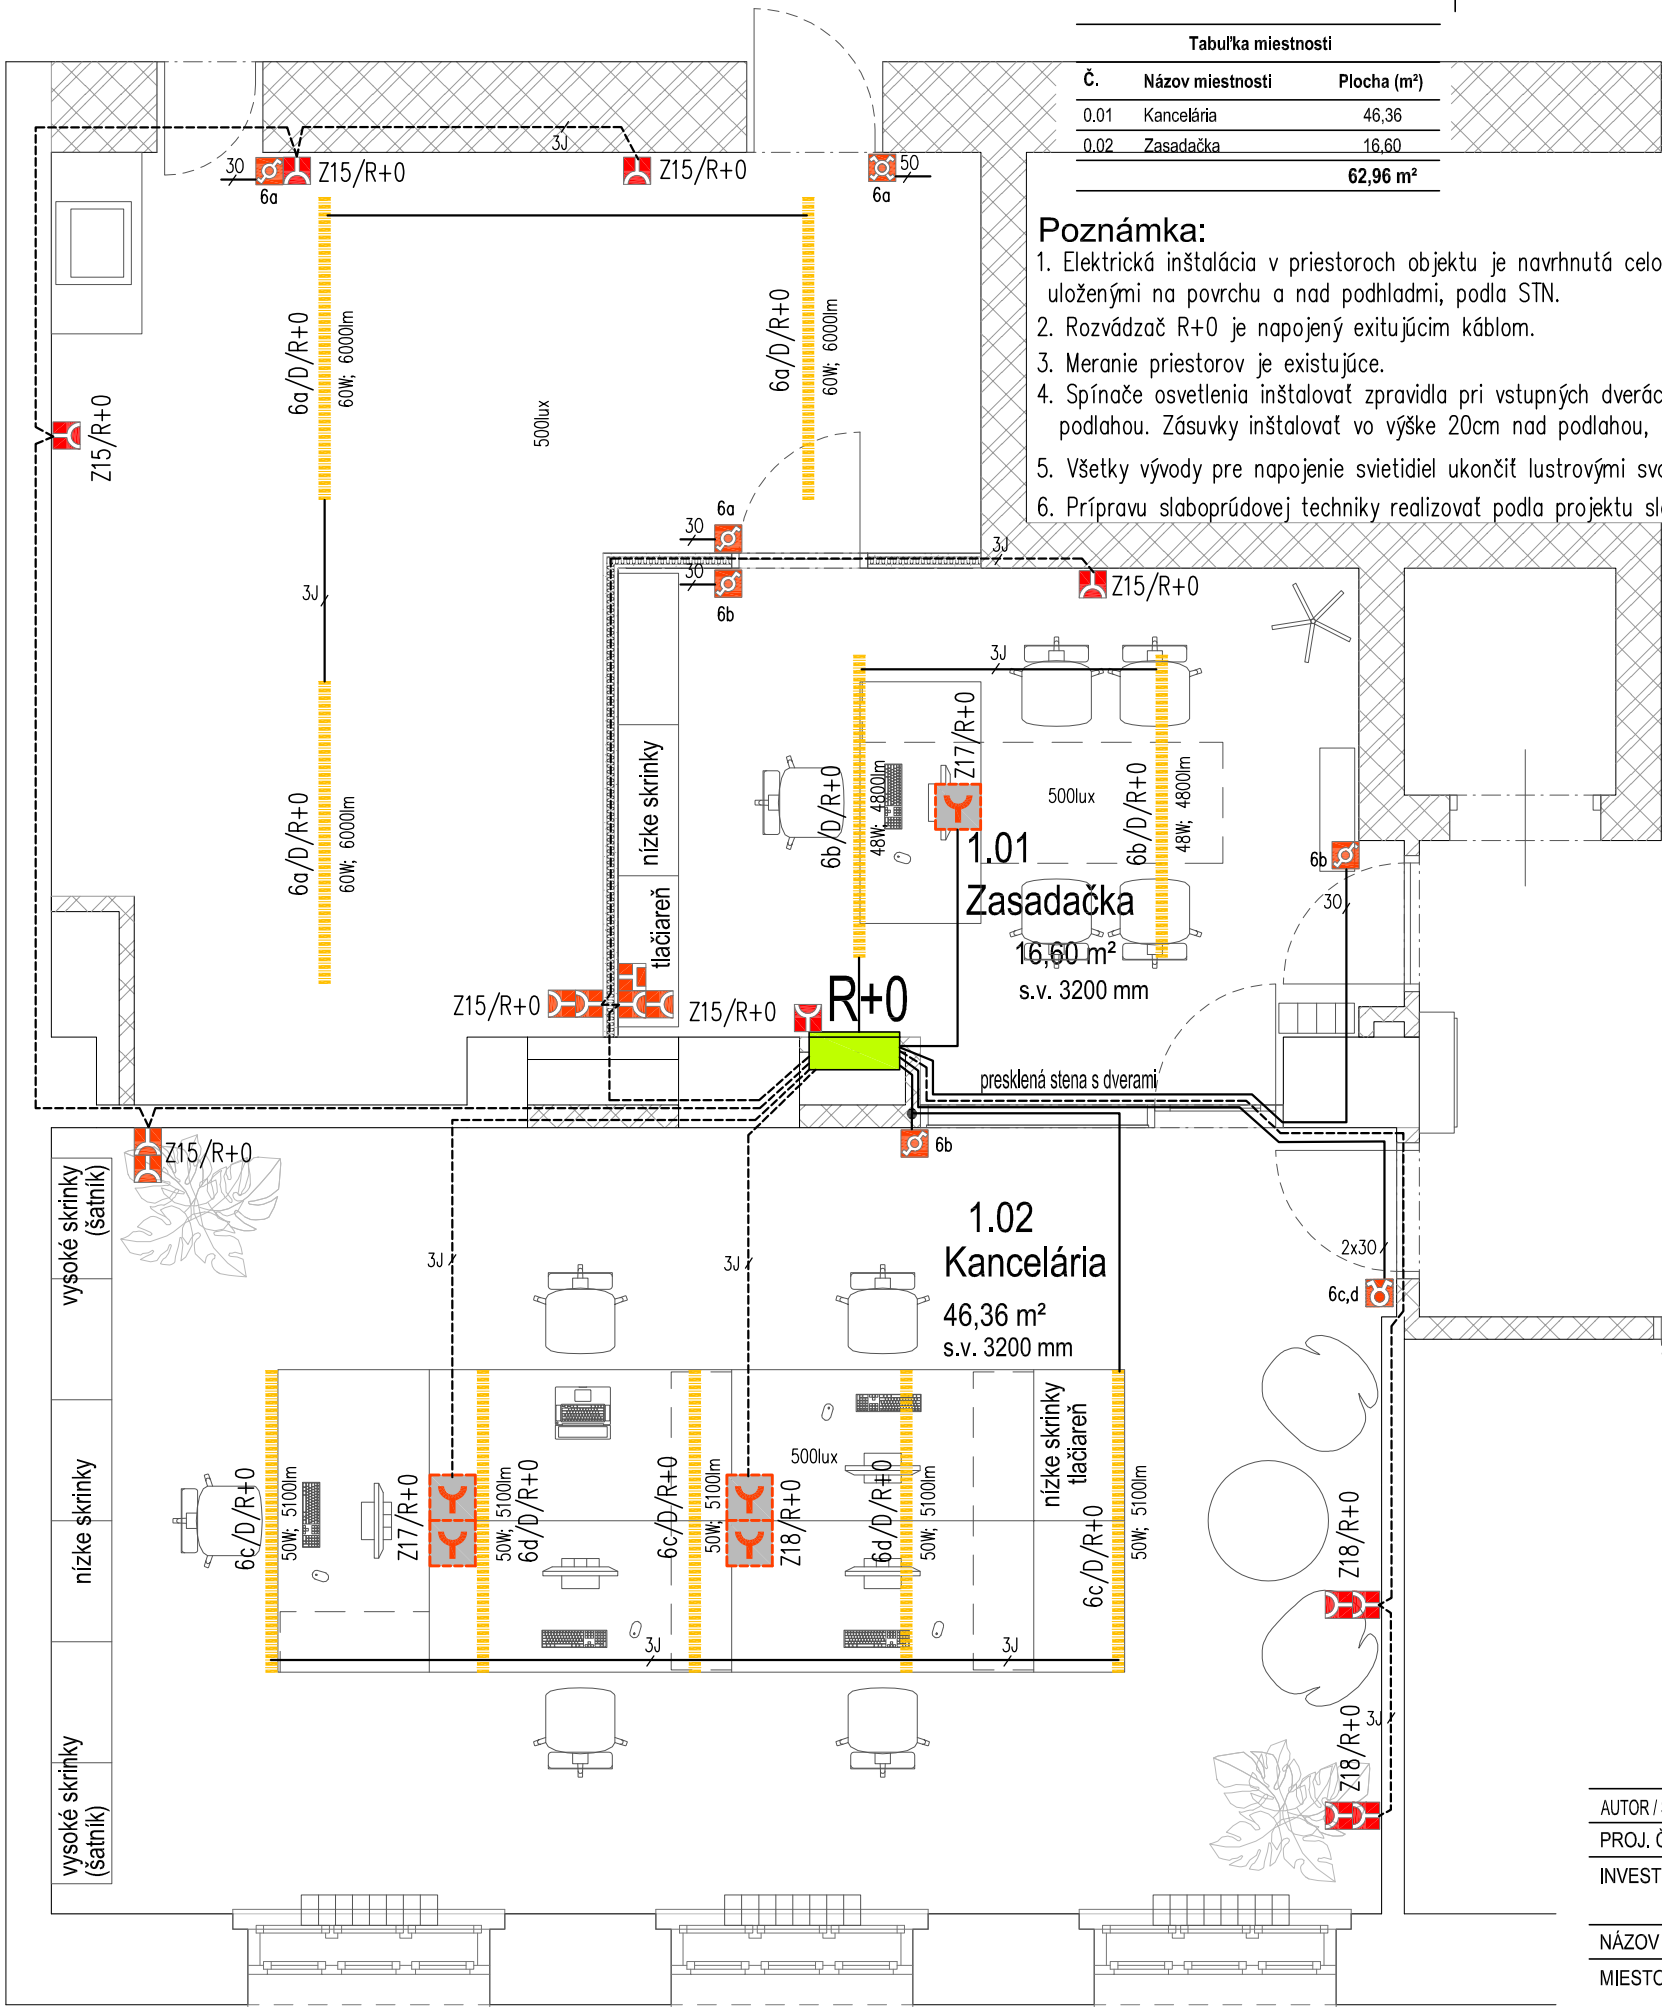 Tabuľka miestnosti
Č. Názov miestnosti Plocha (m²)
0.01 Kancelária 46,36
0.02 Zasadačka 16,60
62,96 m²
Poznámka:
1. Elektrická inštalácia v priestoroch objektu je navrhnutá celo
uloženými na povrchu a nad podhladmi, podla STN.
2. Rozvádzač R+0 je napojený exitujúcim káblom.
3. Meranie priestorov je existujúce.
4. Spínače osvetlenia inštalovať zpravidla pri vstupných dverác
podlahou. Zásuvky inštalovať vo výške 20cm nad podlahou,
5. Všetky vývody pre napojenie svietidiel ukončiť lustrovými svo
6. Prípravu slaboprúdovej techniky realizovať podla projektu sl
3J
30
6a
Z15/R+0
Z15/R+0
50
6a
6a/D/R+0
60W; 6000lm
6a/D/R+0
60W; 6000lm
500lux
Z15/R+0
6a
30
30
6b
3J
Z15/R+0
3J
3J
6a/D/R+0
60W; 6000lm
nízke skrinky
tlačiareň
6b/D/R+0
48W; 4800lm
Z17/R+0
500lux
6b/D/R+0
48W; 4800lm
1.01
Zasadačka
16,60 m²
s.v. 3200 mm
6b
30
Z15/R+0
Z15/R+0
R+0
presklená stena s dverami
Z15/R+0
6b
vysoké skrinky
(šatník)
1.02
Kancelária
46,36 m²
s.v. 3200 mm
3J
3J
2x30
6c,d
nízke skrinky
6c/D/R+0
50W; 5100lm
Z17/R+0
50W; 5100lm
6d/D/R+0
6c/D/R+0
50W; 5100lm
Z18/R+0
500lux
6d/D/R+0
50W; 5100lm
nízke skrinky
tlačiareň
6c/D/R+0
50W; 5100lm
Z18/R+0
3J
3J
3J
Z18/R+0
vysoké skrinky
(šatník)
AUTOR /
PROJ. Č
INVEST
NÁZOV
MIESTO